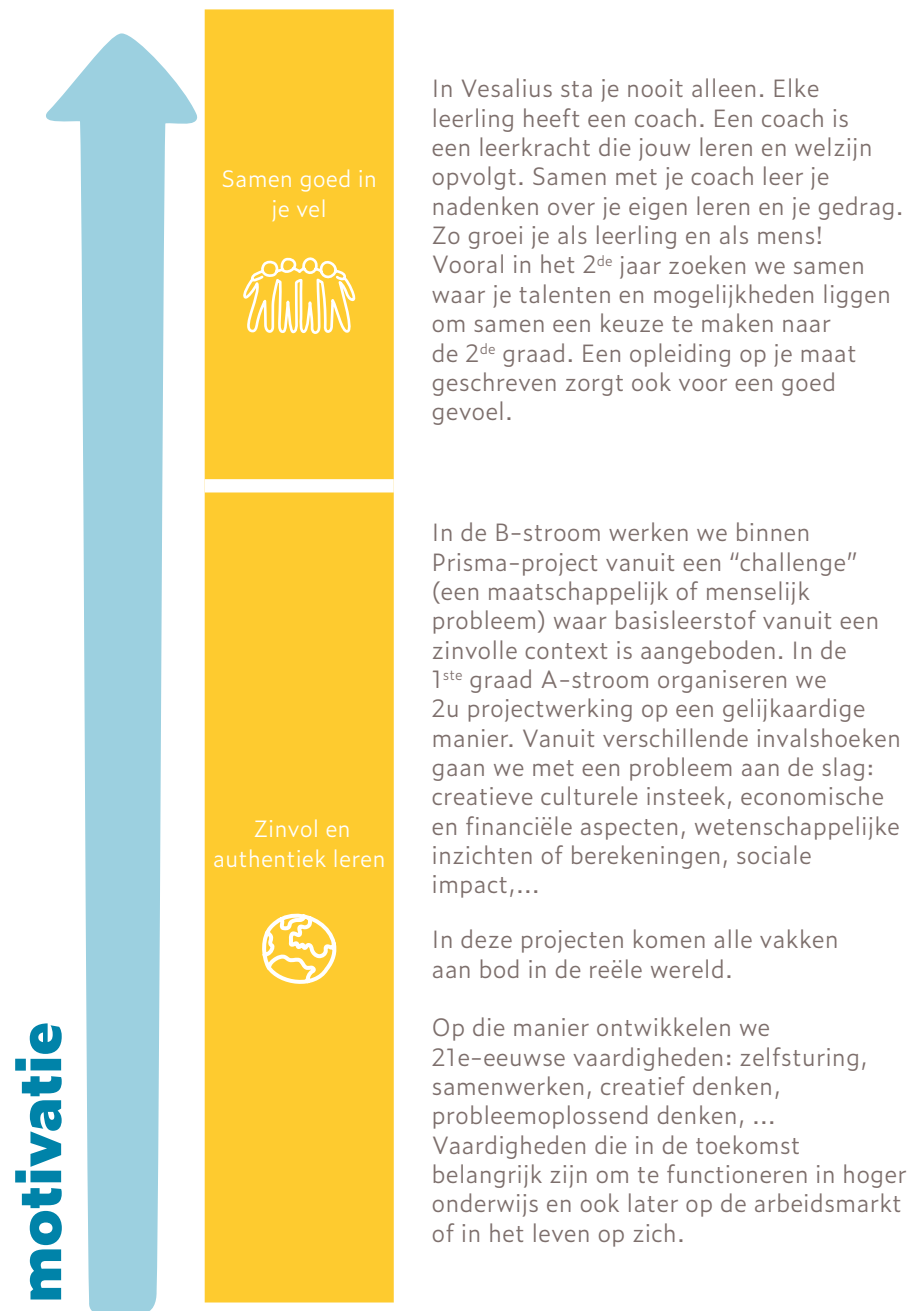 Samen goed in
je vel
In Vesalius sta je nooit alleen. Elke
leerling heeft een coach. Een coach is
een leerkracht die jouw leren en welzijn
opvolgt. Samen met je coach leer je
nadenken over je eigen leren en je gedrag.
Zo groei je als leerling en als mens!
Vooral in het 2de jaar zoeken we samen
waar je talenten en mogelijkheden liggen
om samen een keuze te maken naar
de 2de graad. Een opleiding op je maat
geschreven zorgt ook voor een goed
gevoel.
Zinvol en
authentiek leren
In de B-stroom werken we binnen
Prisma-project vanuit een “challenge”
(een maatschappelijk of menselijk
probleem) waar basisleerstof vanuit een
zinvolle context is aangeboden. In de
1ste graad A-stroom organiseren we
2u projectwerking op een gelijkaardige
manier. Vanuit verschillende invalshoeken
gaan we met een probleem aan de slag:
creatieve culturele insteek, economische
en financiële aspecten, wetenschappelijke
inzichten of berekeningen, sociale
impact,...
In deze projecten komen alle vakken
aan bod in de reële wereld.
Op die manier ontwikkelen we
21e-eeuwse vaardigheden: zelfsturing,
samenwerken, creatief denken,
probleemoplossend denken, ...
Vaardigheden die in de toekomst
belangrijk zijn om te functioneren in hoger
onderwijs en ook later op de arbeidsmarkt
of in het leven op zich.
motivatie